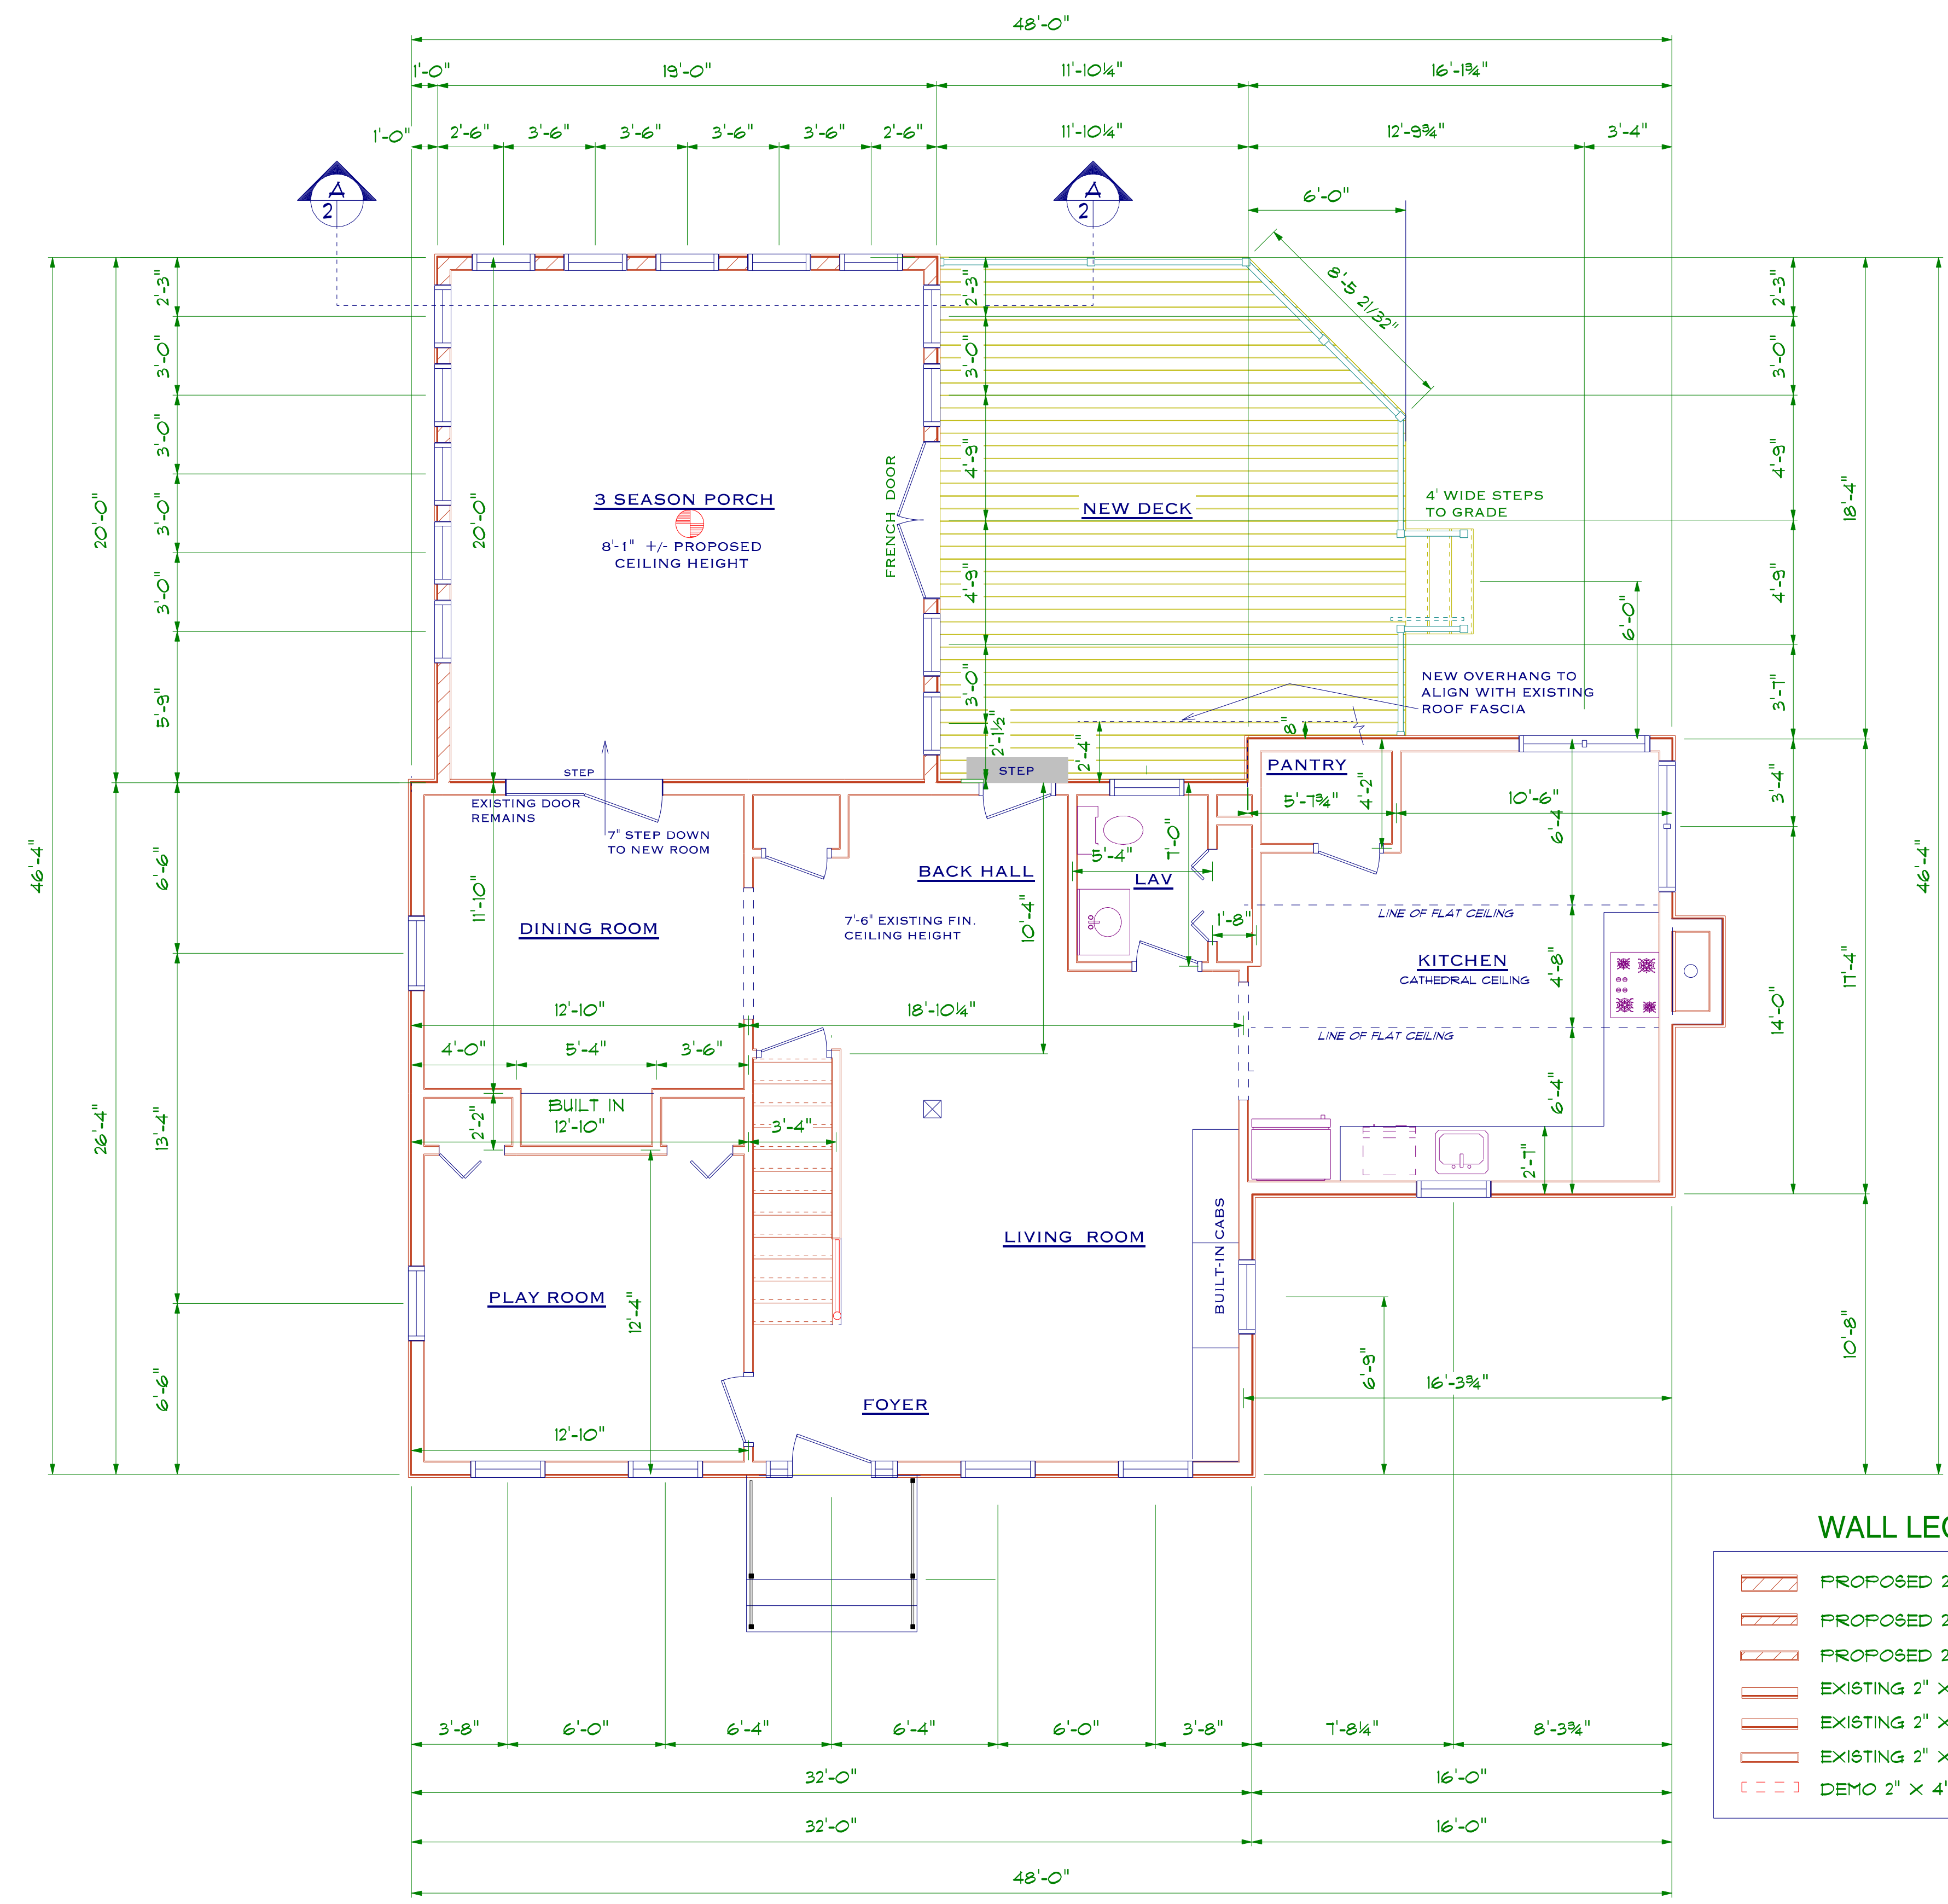 48'-0"
1'-0"
19'-0"
11'-10¼"
16'-1¾"
1'-0"
2'-6"
3'-6"
3'-6"
3'-6"
3'-6"
2'-6"
11'-10¼"
12'-9¾"
3'-4"
A
2
A
2
6'-0"
8'-5 21/32"
2'-3"
3'-0"
3'-0"
3'-0"
3'-0"
5'-9"
20'-0"
20'-0"
46'-4"
3 SEASON PORCH
8'-1" +/- PROPOSED
CEILING HEIGHT
FRENCH DOOR
2'-3"
3'-0"
4'-9"
4'-9"
3'-0"
2'-1½"
NEW DECK
4' WIDE STEPS
TO GRADE
6'-0"
NEW OVERHANG TO
ALIGN WITH EXISTING
ROOF FASCIA
8"
2'-4"
2'-3"
3'-0"
4'-9"
4'-9"
3'-7"
3'-4"
14'-0"
18'-4"
17'-4"
10'-8"
46'-4"
STEP
STEP
EXISTING DOOR
REMAINS
7" STEP DOWN
TO NEW ROOM
PANTRY
5'-7¾"
4'-2"
10'-6"
6'-4"
BACK HALL
7'-6" EXISTING FIN.
CEILING HEIGHT
10'-4"
5'-4"
7'-0"
LAV
1'-8"
LINE OF FLAT CEILING
KITCHEN
CATHEDRAL CEILING
4'-8"
LINE OF FLAT CEILING
6'-4"
2'-7"
6'-6"
13'-4"
6'-6"
26'-4"
11'-10"
DINING ROOM
12'-10"
18'-10¼"
4'-0"
5'-4"
3'-6"
BUILT IN
12'-10"
2'-2"
3'-4"
LIVING ROOM
BUILT-IN CABS
PLAY ROOM
12'-4"
FOYER
12'-10"
6'-9"
16'-3¾"
WALL LEG
PROPOSED 2
PROPOSED 2
PROPOSED 2
EXISTING 2" X
EXISTING 2" X
EXISTING 2" X
DEMO 2" X 4"
3'-8"
6'-0"
6'-4"
6'-4"
6'-0"
3'-8"
7'-8¼"
8'-3¾"
32'-0"
16'-0"
32'-0"
16'-0"
48'-0"